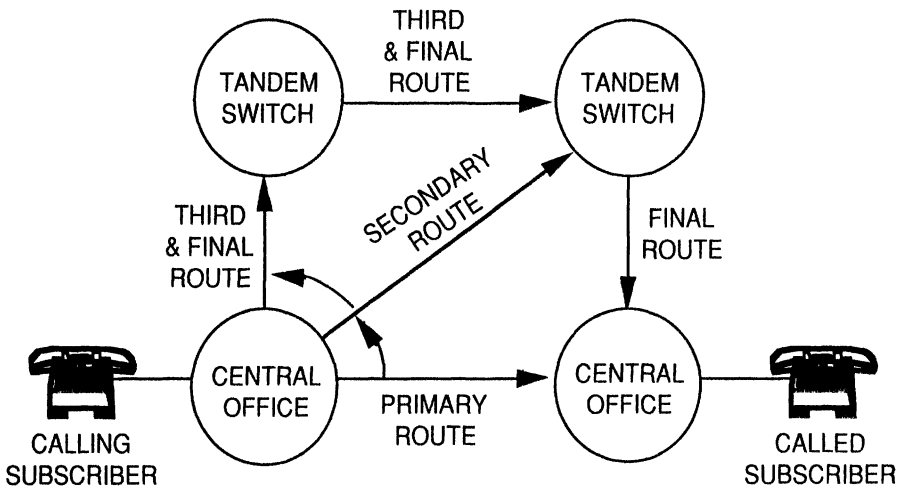 THIRD
& FINAL
ROUTE
TANDEM
SWITCH
TANDEM
SWITCH
SECONDARY
ROUTE
THIRD
& FINAL
ROUTE
FINAL
ROUTE
CENTRAL
OFFICE
CENTRAL
OFFICE
PRIMARY
ROUTE
CALLING
SUBSCRIBER
CALLED
SUBSCRIBER